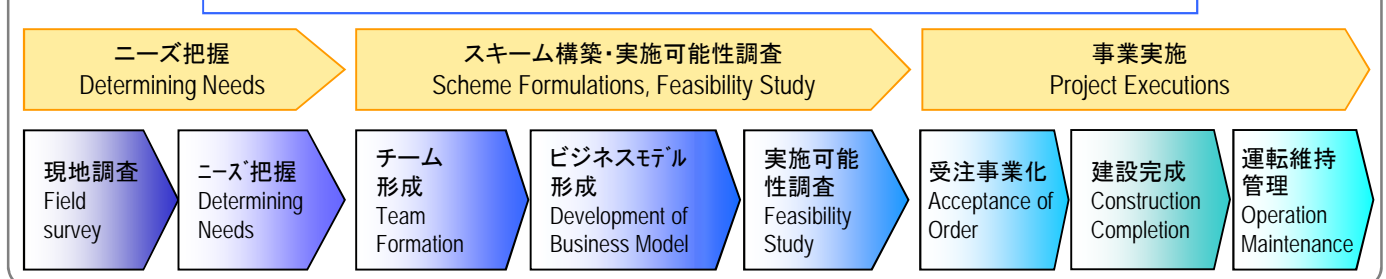 ニーズ把握
Determining Needs
スキーム構築・実施可能性調査
Scheme Formulations, Feasibility Study
事業実施
Project Executions
現地調査
Field
survey
ニーズ把握
Determining
Needs
チーム
形成
Team
Formation
ビジネスモデル
形成
Development of
Business Model
実施可能
性調査
Feasibility
Study
受注事業化
Acceptance of
Order
建設完成
Construction
Completion
運転維持
管理
Operation
Maintenance